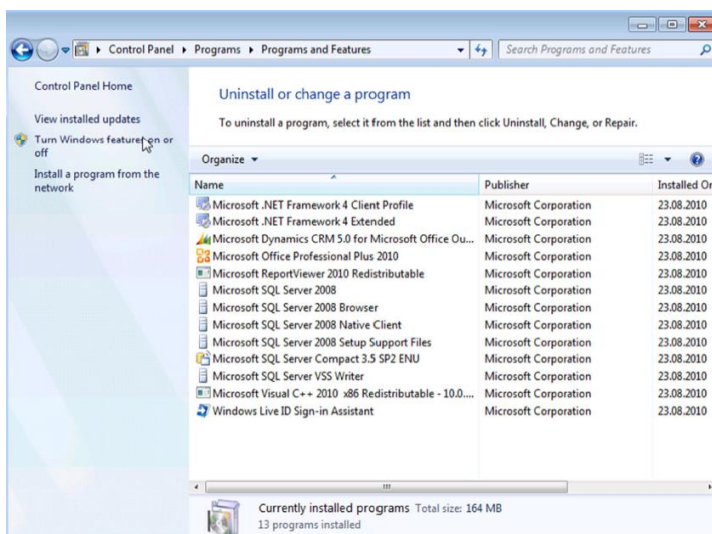 Control Panel ▸ Programs ▸ Programs and Features
Search Programs and Features
Control Panel Home
View installed updates
Turn Windows features on or
off
Install a program from the
network
Uninstall or change a program
To uninstall a program, select it from the list and then click Uninstall, Change, or Repair.
Organize
Name Publisher Installed On
Microsoft .NET Framework 4 Client Profile Microsoft Corporation 23.08.2010
Microsoft .NET Framework 4 Extended Microsoft Corporation 23.08.2010
Microsoft Dynamics CRM 5.0 for Microsoft Office Ou... Microsoft Corporation 23.08.2010
Microsoft Office Professional Plus 2010 Microsoft Corporation 23.08.2010
Microsoft ReportViewer 2010 Redistributable Microsoft Corporation 23.08.2010
Microsoft SQL Server 2008 Microsoft Corporation 23.08.2010
Microsoft SQL Server 2008 Browser Microsoft Corporation 23.08.2010
Microsoft SQL Server 2008 Native Client Microsoft Corporation 23.08.2010
Microsoft SQL Server 2008 Setup Support Files Microsoft Corporation 23.08.2010
Microsoft SQL Server Compact 3.5 SP2 ENU Microsoft Corporation 23.08.2010
Microsoft SQL Server VSS Writer Microsoft Corporation 23.08.2010
Microsoft Visual C++ 2010 x86 Redistributable - 10.0.... Microsoft Corporation 23.08.2010
Windows Live ID Sign-in Assistant Microsoft Corporation 23.08.2010
Currently installed programs Total size: 164 MB
13 programs installed